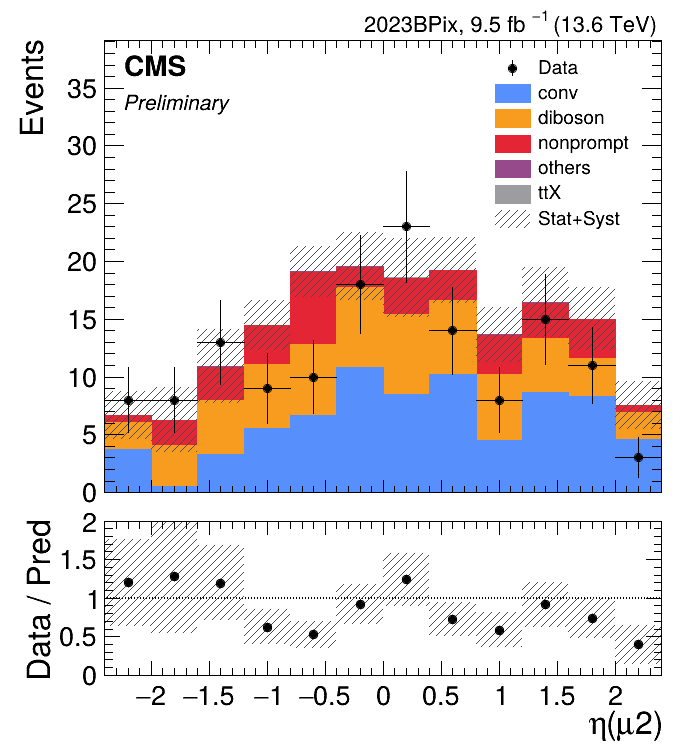 2023BPix, 9.5 fb⁻¹ (13.6 TeV)
CMS
Preliminary
Events
35
30
25
20
15
10
5
0
Data
conv
diboson
nonprompt
others
ttX
Stat+Syst
Data / Pred
2
1.5
1
0.5
0
−2 −1.5 −1 −0.5 0 0.5 1 1.5 2
η(μ2)